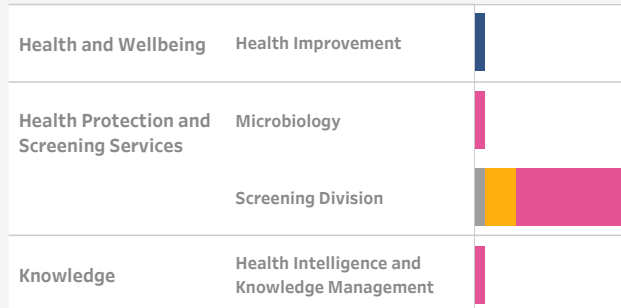 Health and Wellbeing
Health Improvement
Health Protection and
Screening Services
Microbiology
Screening Division
Knowledge
Health Intelligence and
Knowledge Management